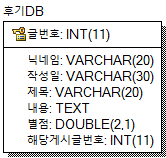 후기DB
글번호: INT(11)
닉네임: VARCHAR(20)
작성일: VARCHAR(30)
제목: VARCHAR(20)
내용: TEXT
별점: DOUBLE(2,1)
해당게시글번호: INT(11)